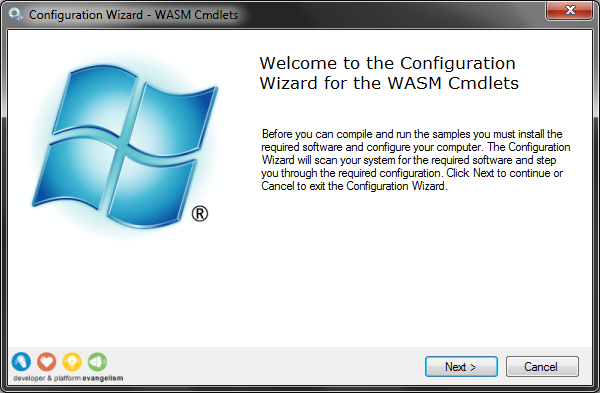 Configuration Wizard - WASM Cmdlets
Welcome to the Configuration
Wizard for the WASM Cmdlets
Before you can compile and run the samples you must install the
required software and configure your computer. The Configuration
Wizard will scan your system for the required software and step
you through the required configuration. Click Next to continue or
Cancel to exit the Configuration Wizard.
®
developer & platform evangelism
Next >
Cancel